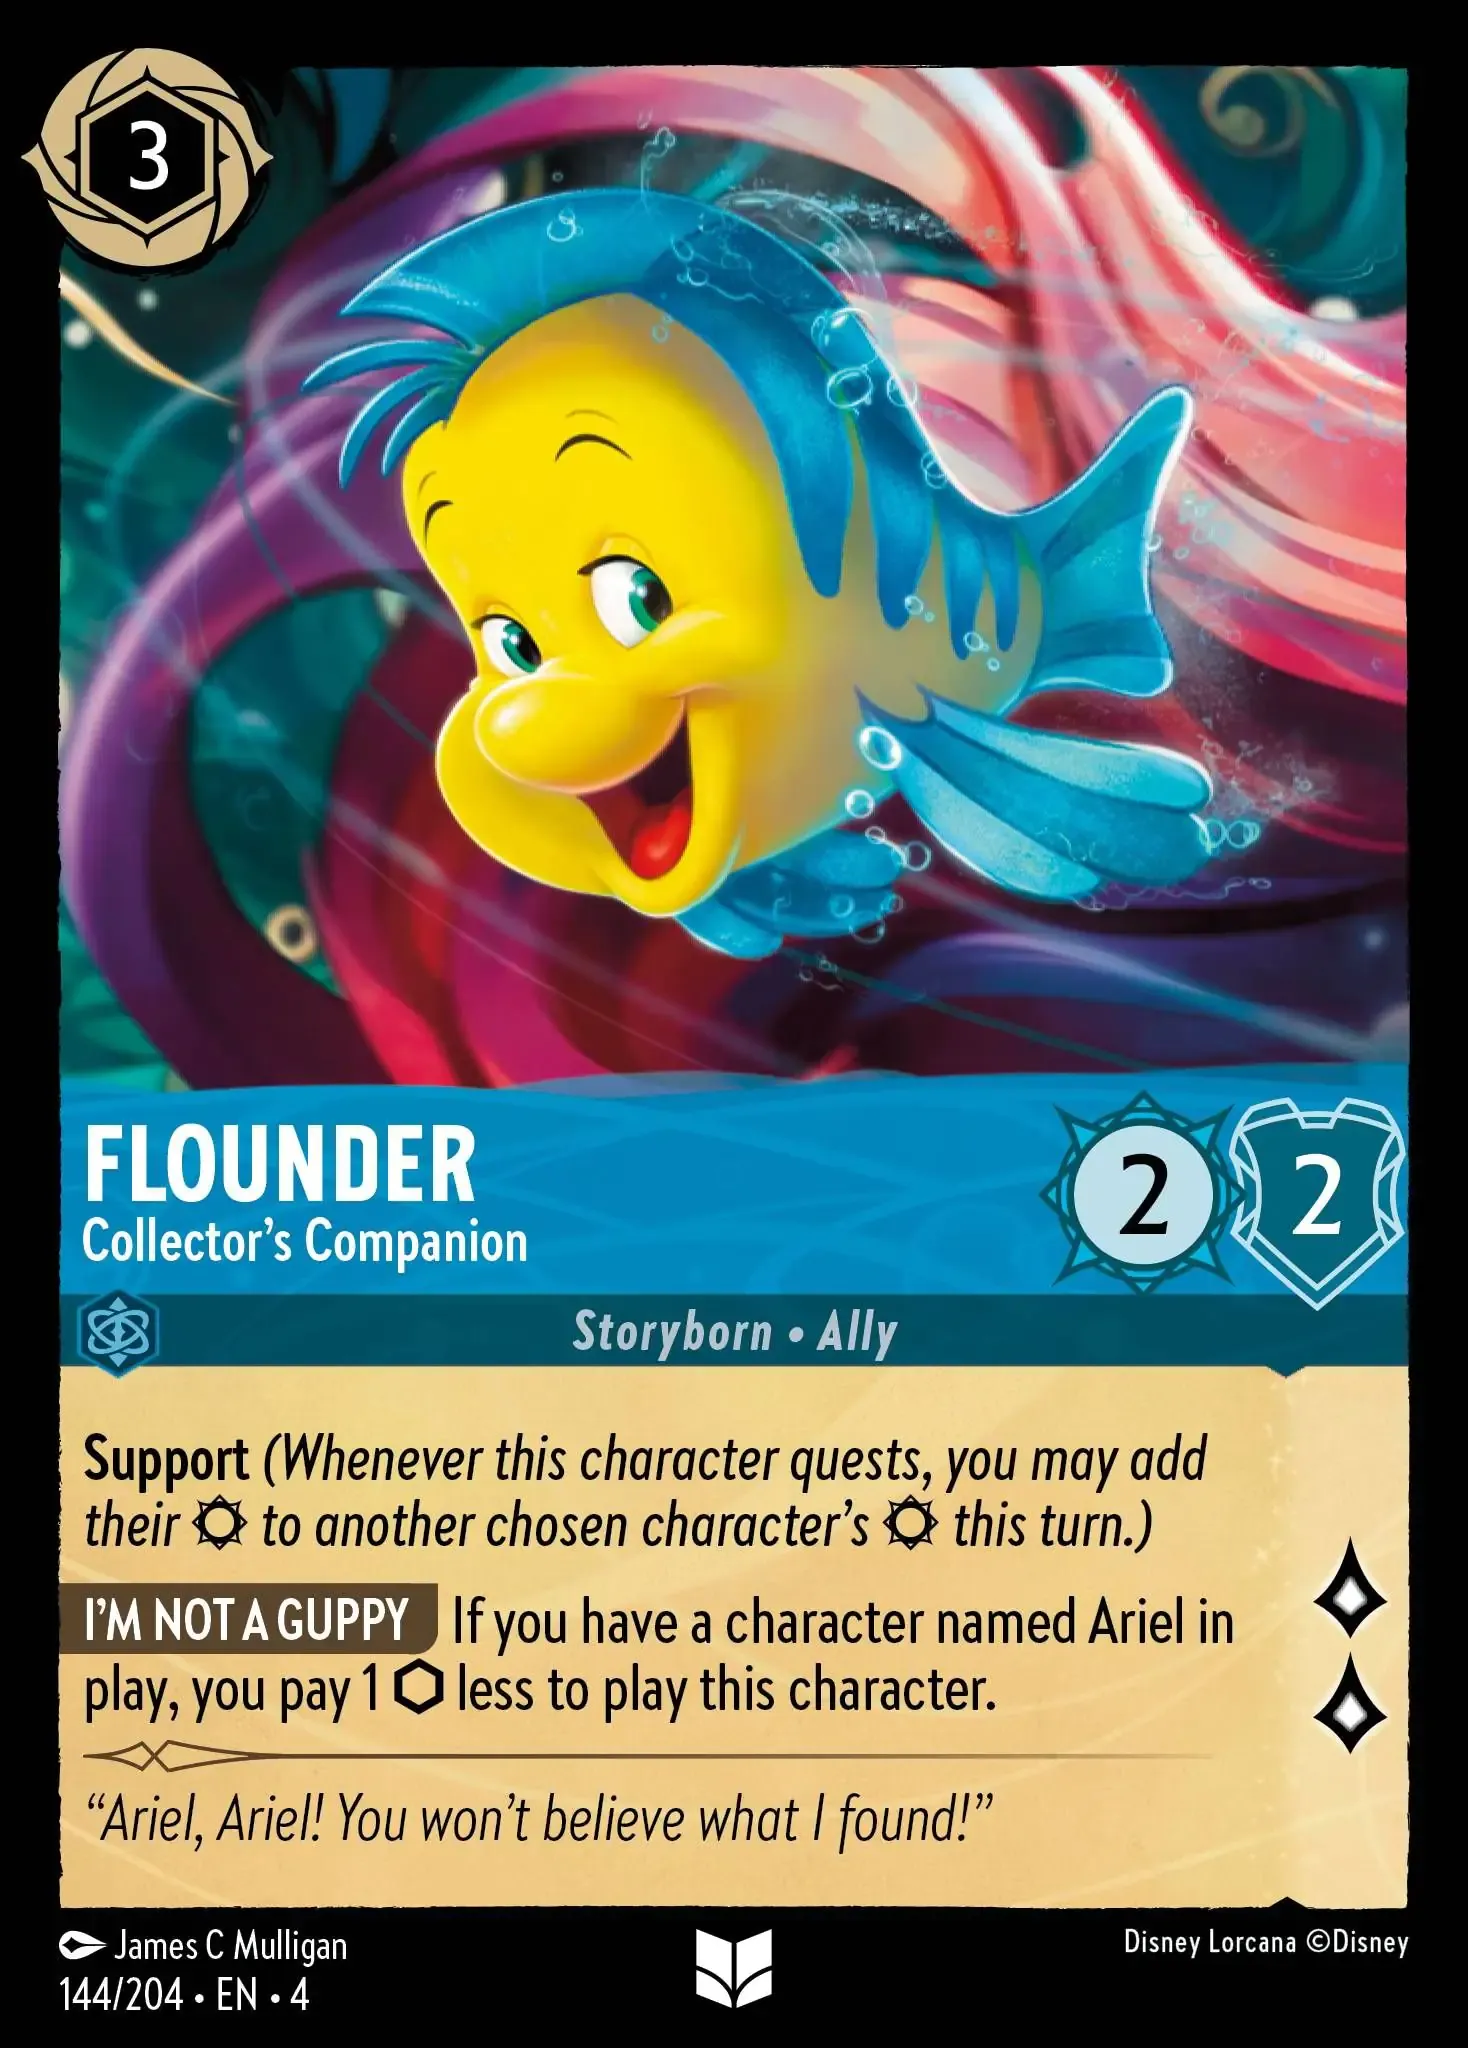 3
FLOUNDER
Collector’s Companion
2
2
Storyborn • Ally
Support (Whenever this character quests, you may add
their to another chosen character’s this turn.)
I’M NOT A GUPPY If you have a character named Ariel in
play, you pay 1 less to play this character.
“Ariel, Ariel! You won’t believe what I found!”
James C Mulligan
Disney Lorcana ©Disney
144/204 • EN • 4